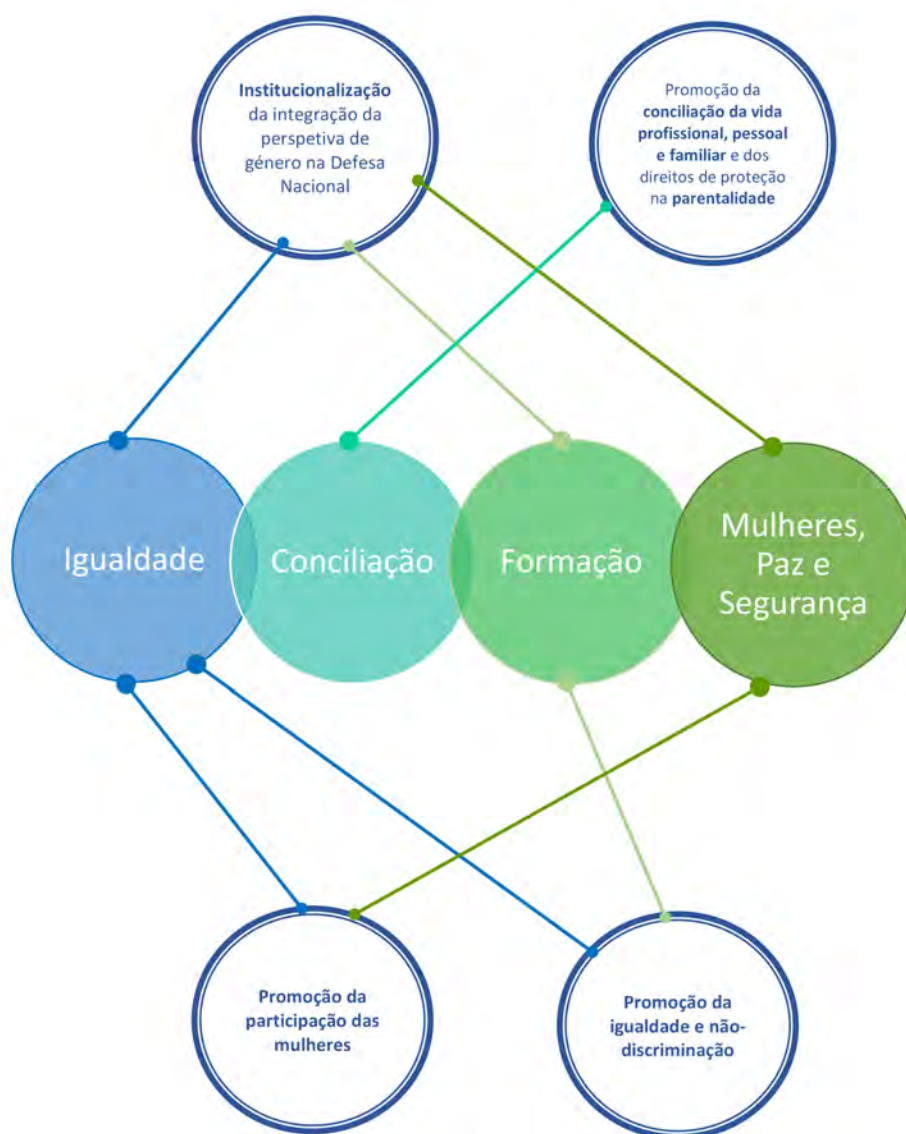 Institucionalização
da integração da
perspetiva de
género na Defesa
Nacional
Promoção da
conciliação da vida
profissional, pessoal
e familiar e dos
direitos de proteção
na parentalidade
Igualdade
Conciliação
Formação
Mulheres,
Paz e
Segurança
Promoção da
participação das
mulheres
Promoção da
igualdade e não-
discriminação